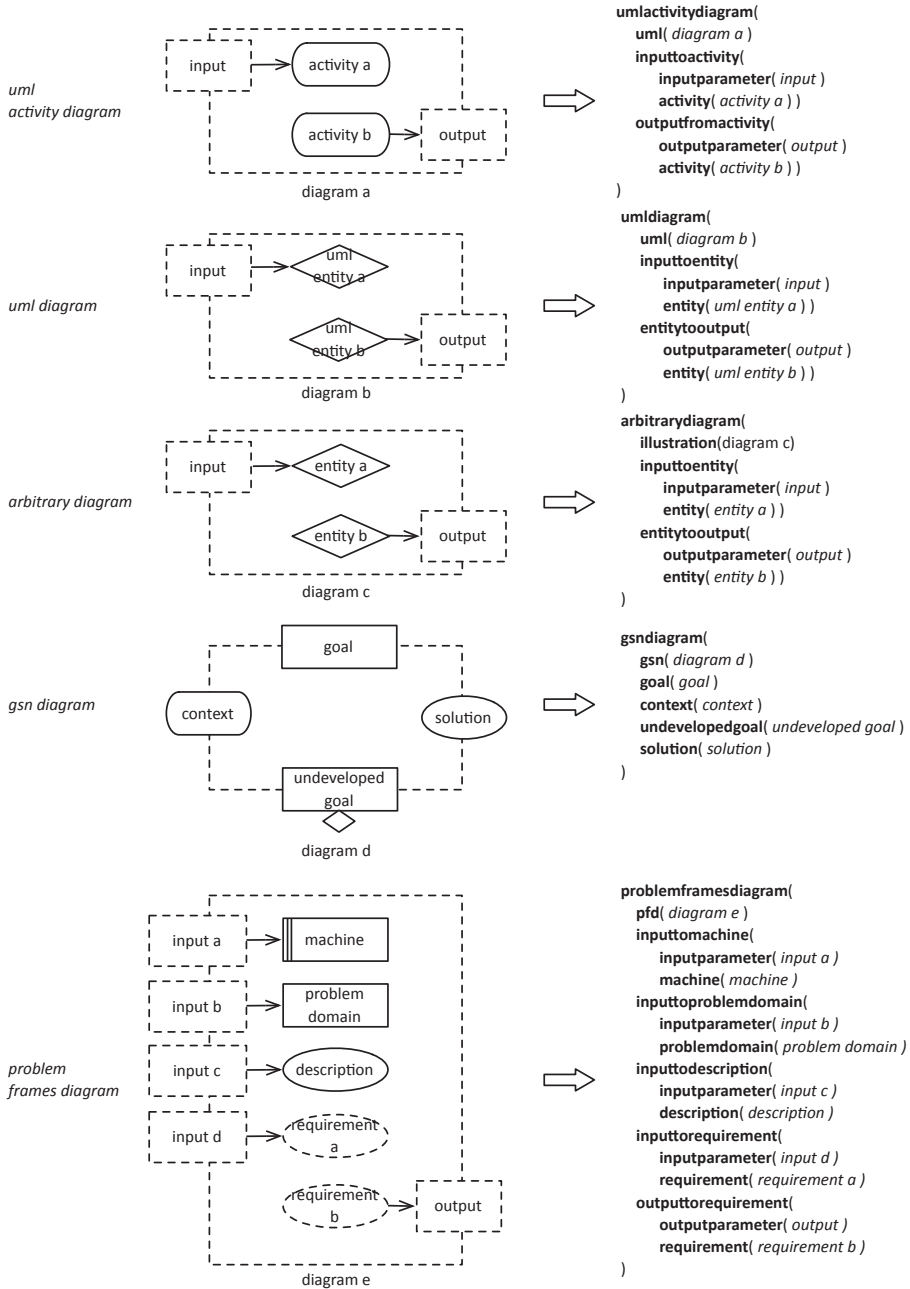 uml
activity diagram
input
activity a
activity b
output
diagram a
umlactivitydiagram(
uml( diagram a )
inputtoactivity(
inputparameter( input )
activity( activity a ) )
outputfromactivity(
outputparameter( output )
activity( activity b ) )
)
uml diagram
input
uml
entity a
uml
entity b
output
diagram b
umldiagram(
uml( diagram b )
inputtoentity(
inputparameter( input )
entity( uml entity a ) )
entitytooutput(
outputparameter( output )
entity( uml entity b ) )
)
arbitrary diagram
input
entity a
entity b
output
diagram c
arbitrarydiagram(
illustration(diagram c)
inputtoentity(
inputparameter( input )
entity( entity a ) )
entitytooutput(
outputparameter( output )
entity( entity b ) )
)
gsn diagram
goal
context
solution
undeveloped
goal
diagram d
gsndiagram(
gsn( diagram d )
goal( goal )
context( context )
undevelopedgoal( undeveloped goal )
solution( solution )
)
problem
frames diagram
input a
machine
input b
problem
domain
input c
description
input d
requirement
a
requirement
b
output
diagram e
problemframesdiagram(
pfd( diagram e )
inputtomachine(
inputparameter( input a )
machine( machine )
inputtoproblemdomain(
inputparameter( input b )
problemdomain( problem domain )
inputtodescription(
inputparameter( input c )
description( description )
inputtorequirement(
inputparameter( input d )
requirement( requirement a )
outputtorequirement(
outputparameter( output )
requirement( requirement b )
)